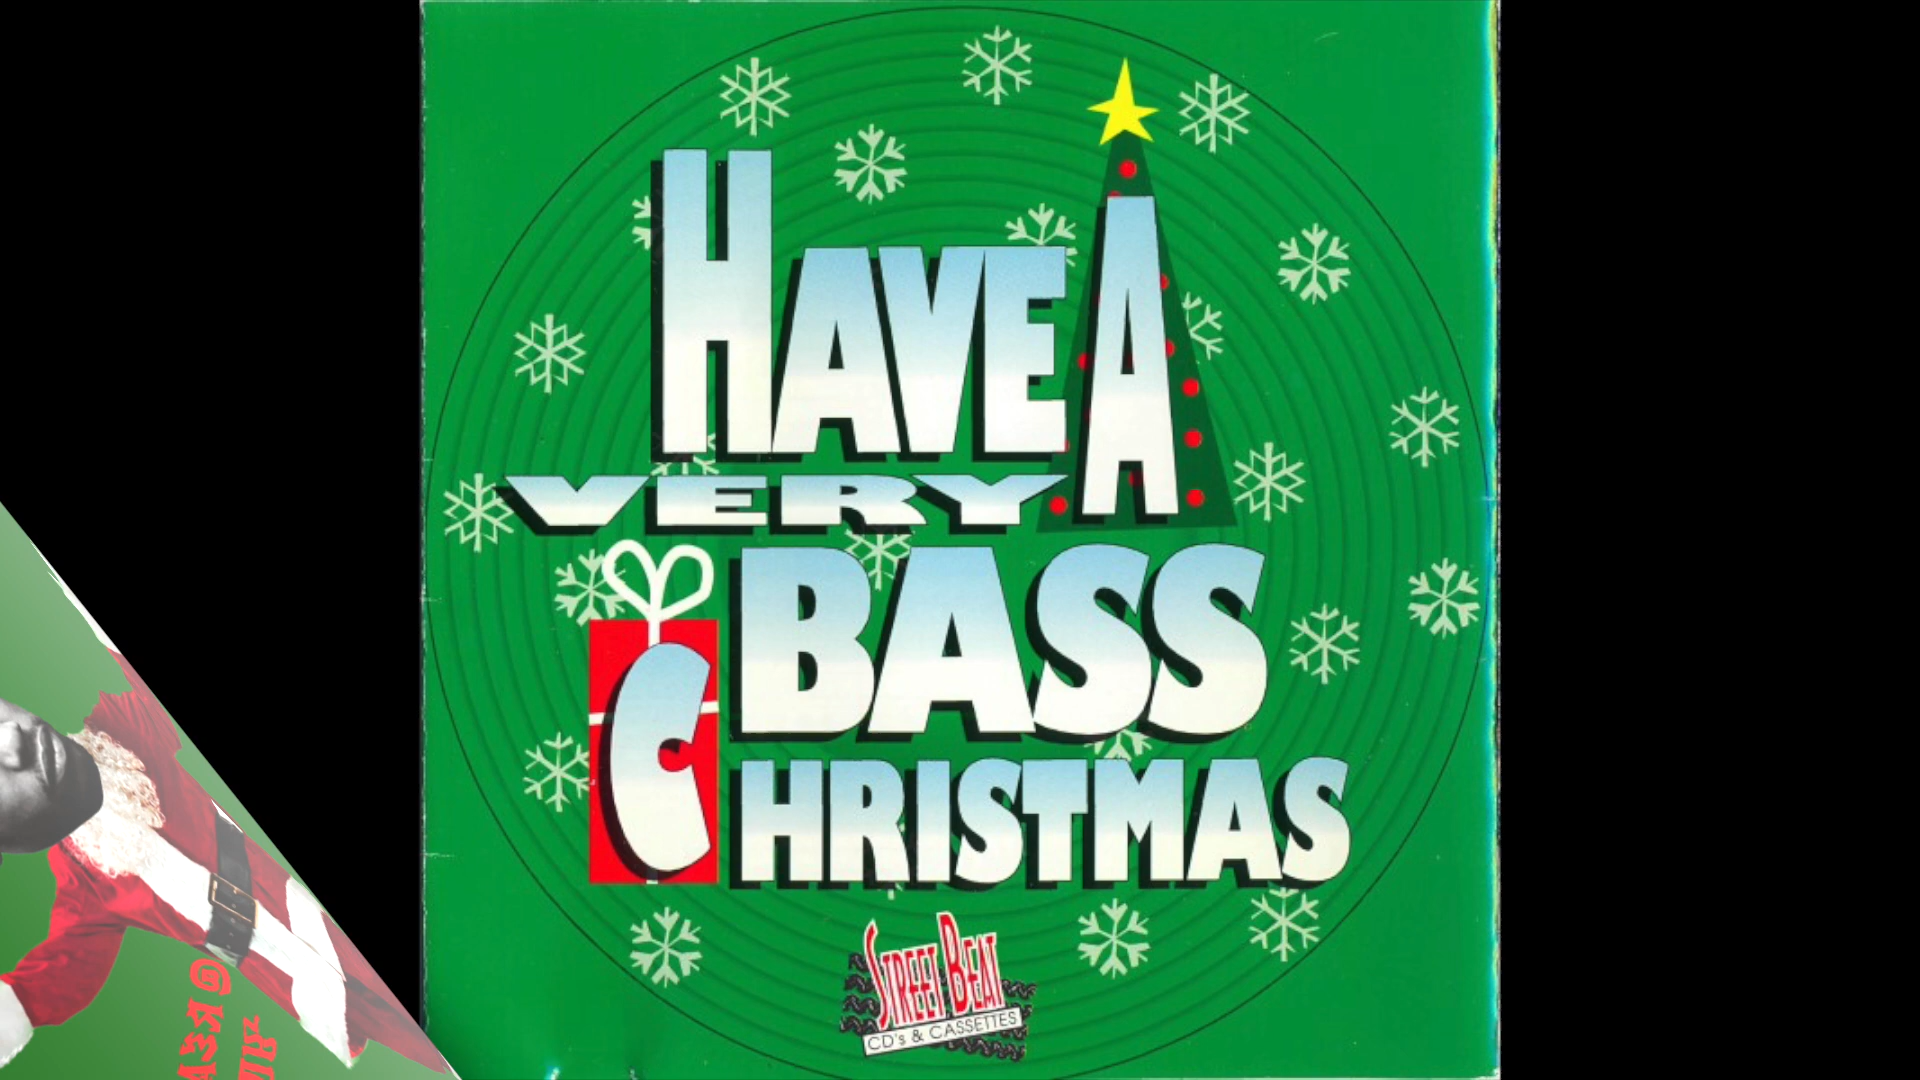 HAVE A
VERY
BASS
CHRISTMAS
STREET BEAT
CD's & CASSETTES